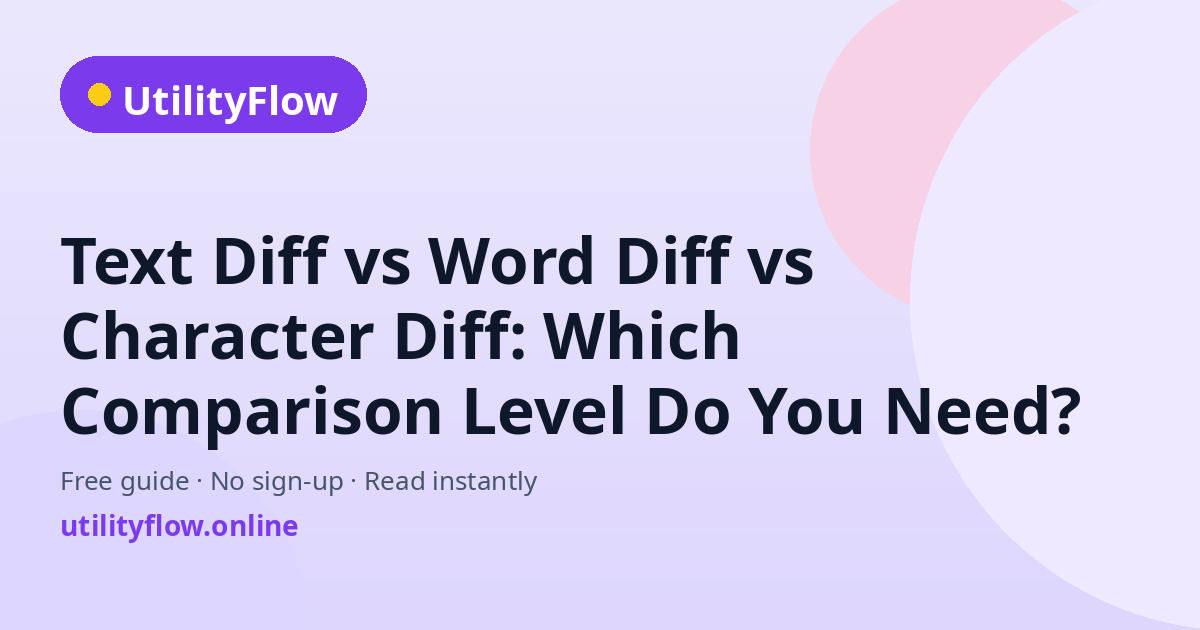 UtilityFlow
Text Diff vs Word Diff vs
Character Diff: Which
Comparison Level Do You Need?
Free guide · No sign-up · Read instantly
utilityflow.online